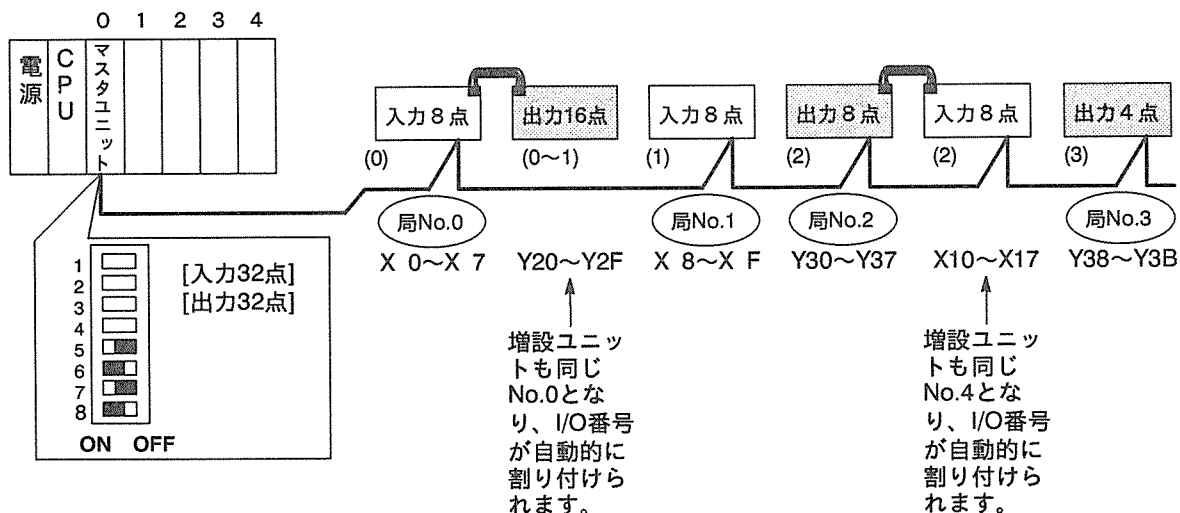 0 1 2 3 4
電源
CPU
マスタユニット
入力8点
出力16点
入力8点
出力8点
入力8点
出力4点
(0)
(0～1)
(1)
(2)
(2)
(3)
局No.0
局No.1
局No.2
局No.3
X 0～X 7
Y20～Y2F
X 8～X F
Y30～Y37
X10～X17
Y38～Y3B
1
2
3
4
5
6
7
8
ON OFF
[入力32点]
[出力32点]
増設ユニッ
トも同じ
No.0とな
り、I/O番号
が自動的に
割り付けら
れます。
増設ユニッ
トも同じ
No.4とな
り、I/O番号
が自動的に
割り付けら
れます。